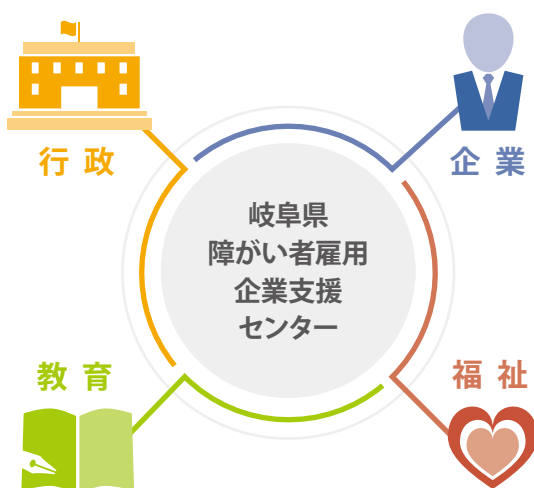 行政
企業
岐阜県
障がい者雇用
企業支援
センター
教育
福祉